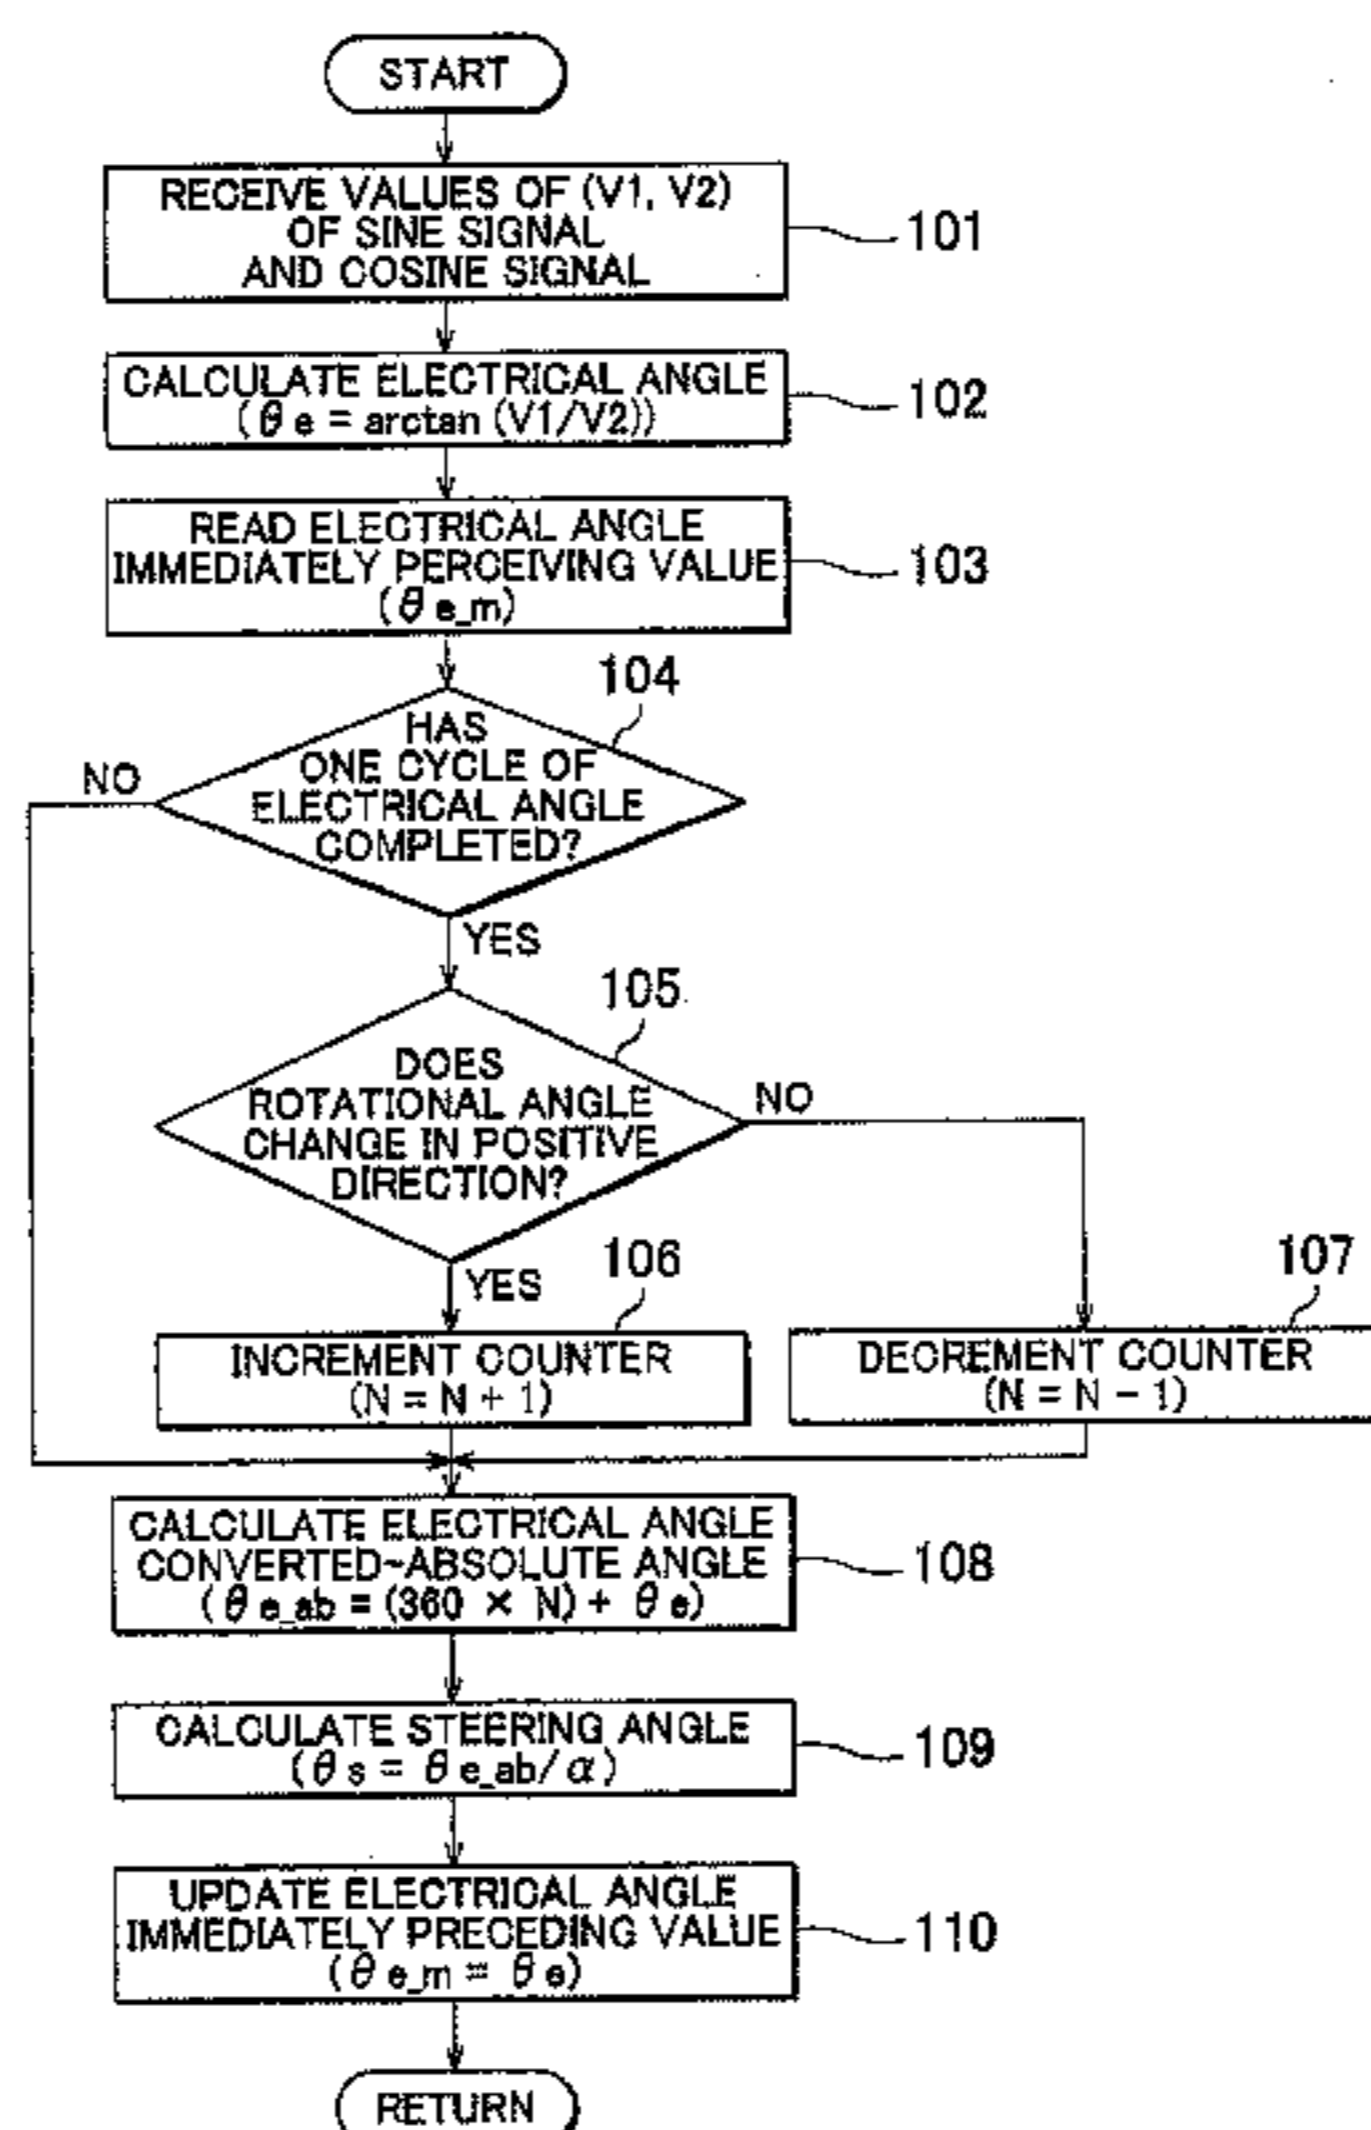 START
RECEIVE VALUES OF (V1, V2)
OF SINE SIGNAL
AND COSINE SIGNAL
101
CALCULATE ELECTRICAL ANGLE
(θe = arctan (V1/V2))
102
READ ELECTRICAL ANGLE
IMMEDIATELY PERCEIVING VALUE
(θe_m)
103
104
HAS
ONE CYCLE OF
ELECTRICAL ANGLE
COMPLETED?
NO
YES
105
DOES
ROTATIONAL ANGLE
CHANGE IN POSITIVE
DIRECTION?
NO
YES
106
INCREMENT COUNTER
(N = N + 1)
107
DECREMENT COUNTER
(N = N - 1)
CALCULATE ELECTRICAL ANGLE
CONVERTED-ABSOLUTE ANGLE
(θe_ab = (360 × N) + θe)
108
CALCULATE STEERING ANGLE
(θs = θe_ab/α)
109
UPDATE ELECTRICAL ANGLE
IMMEDIATELY PRECEDING VALUE
(θe_m = θe)
110
RETURN